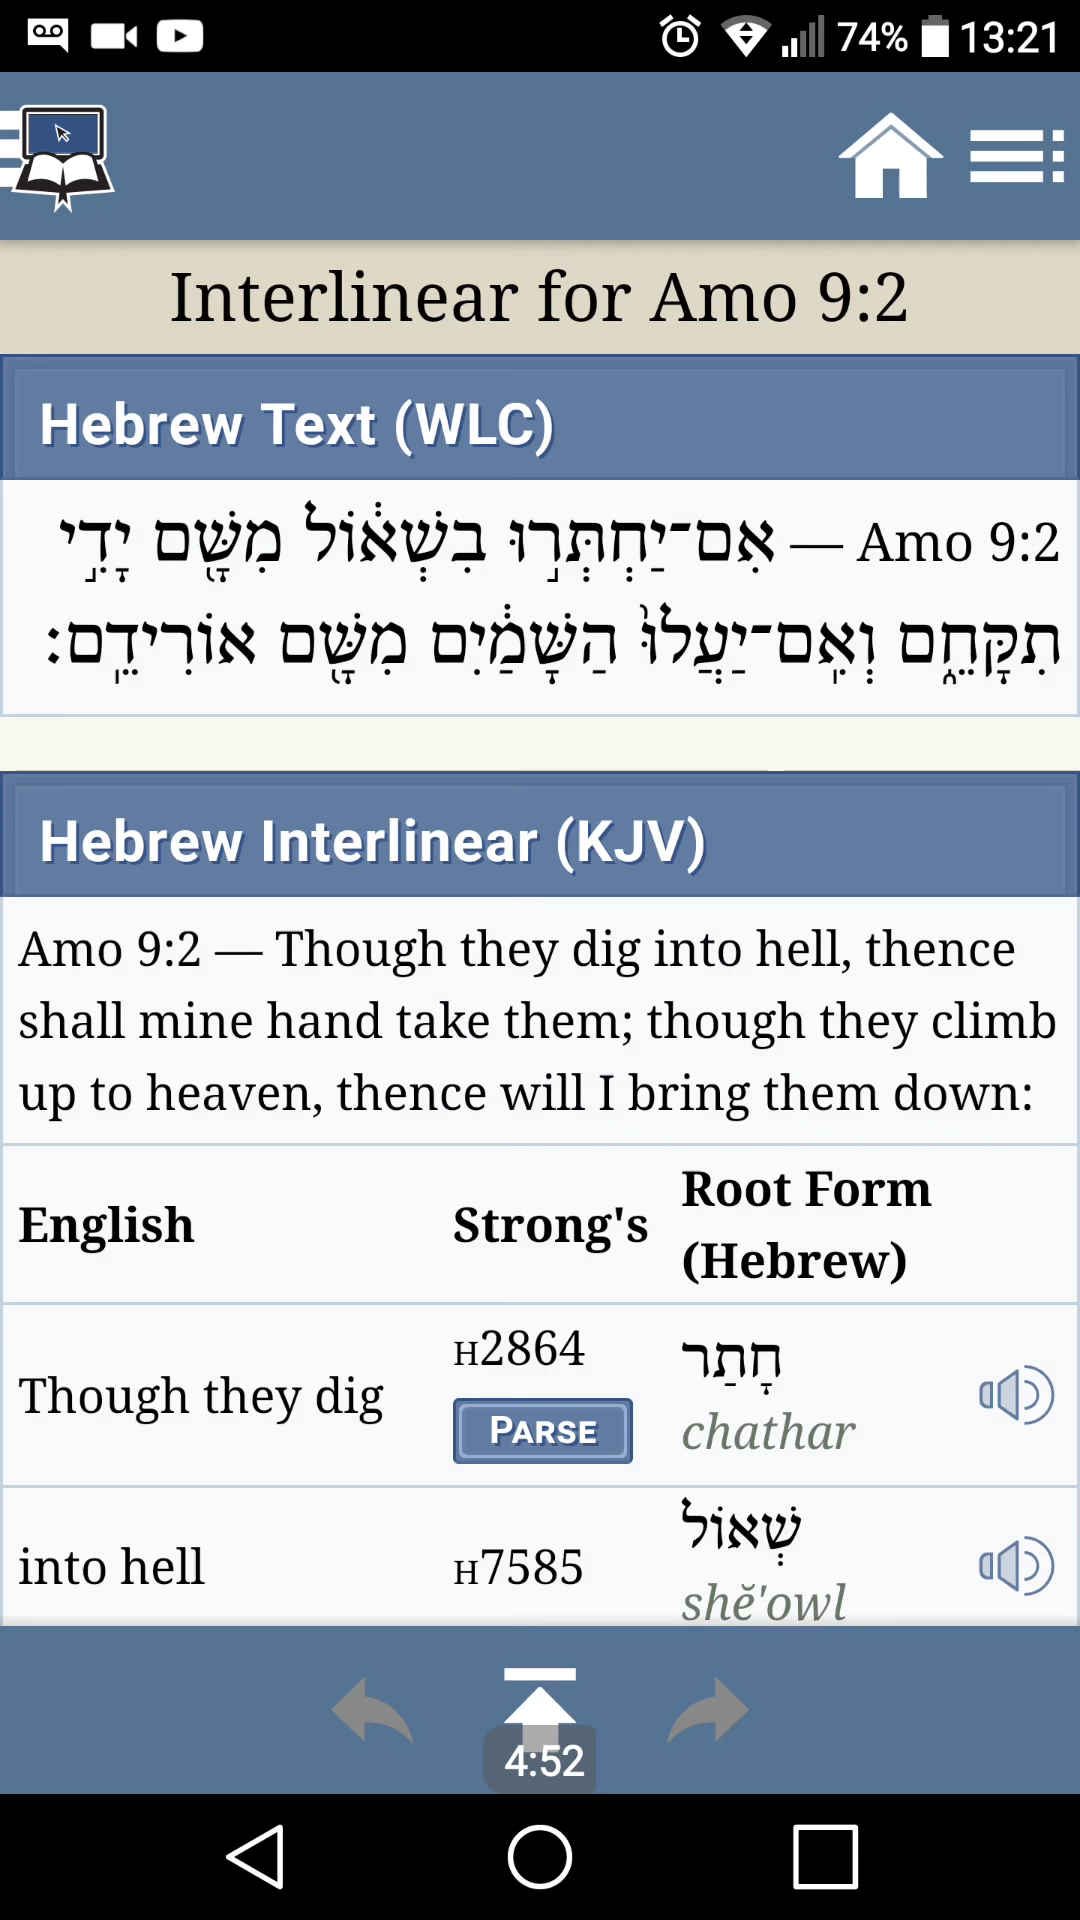 74% 13:21
Interlinear for Amo 9:2
Hebrew Text (WLC)
Amo 9:2 — אִם־יַחְתְּר֣וּ בִשְׁא֔וֹל מִשָּׁ֖ם יָדִ֣י
תִקָּחֵ֑ם וְאִֽם־יַעֲלוּ֙ הַשָּׁמַ֔יִם מִשָּׁ֖ם אוֹרִידֵֽם׃
Hebrew Interlinear (KJV)
Amo 9:2 — Though they dig into hell, thence
shall mine hand take them; though they climb
up to heaven, thence will I bring them down:
English Strong's Root Form
(Hebrew)
Though they dig H2864 חָתַר
PARSE chathar
into hell H7585 שְׁאוֹל
shĕ'owl
4:52